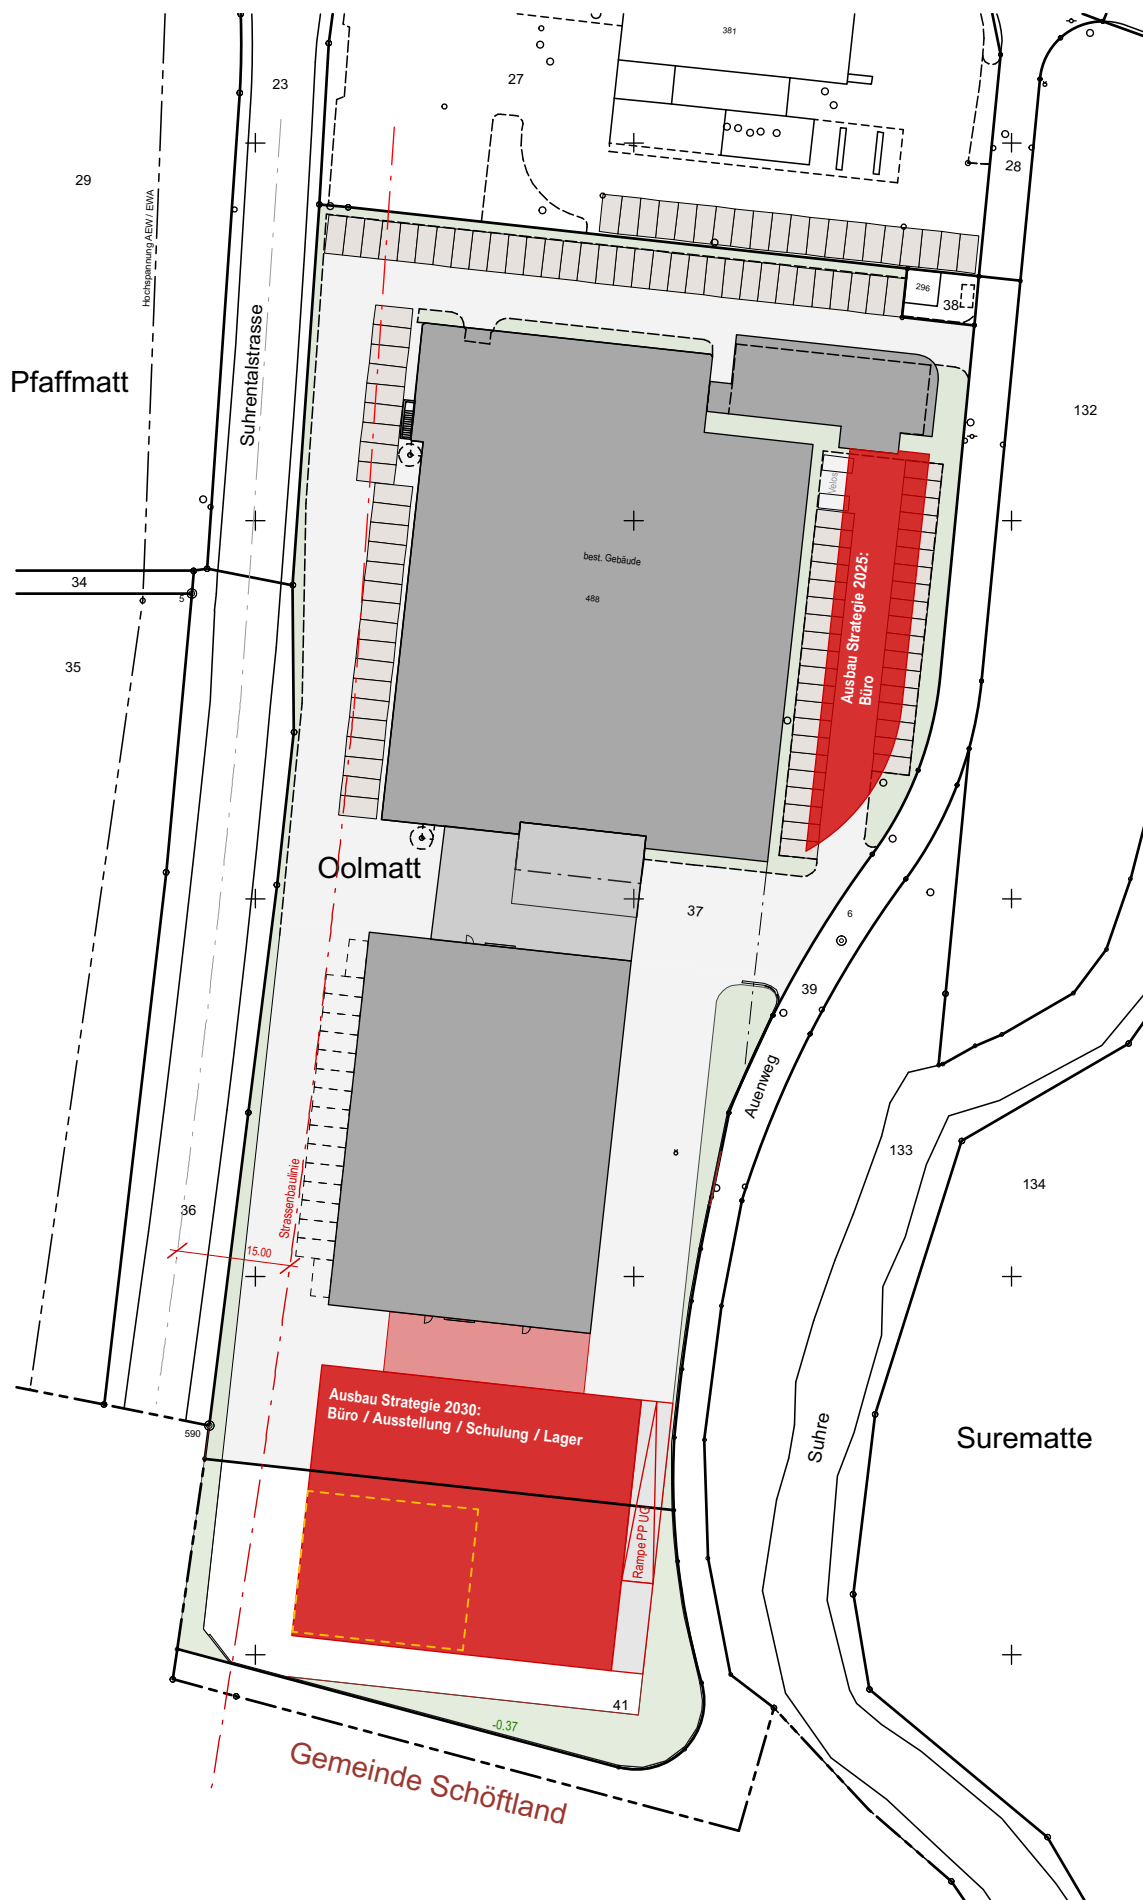 381
27
23
28
29
Hochspannung AEW / EWA
296
38
Suhrentalstrasse
Pfaffmatt
132
Velos
best. Gebäude
488
Ausbau Strategie 2025:
Büro
34
5
35
Oolmatt
37
6
39
Auenweg
133
134
Strassenbaulinie
36
15.00
Ausbau Strategie 2030:
Büro / Ausstellung / Schulung / Lager
590
Suhre
Surematte
Rampe PP UG
41
-0.37
Gemeinde Schöftland